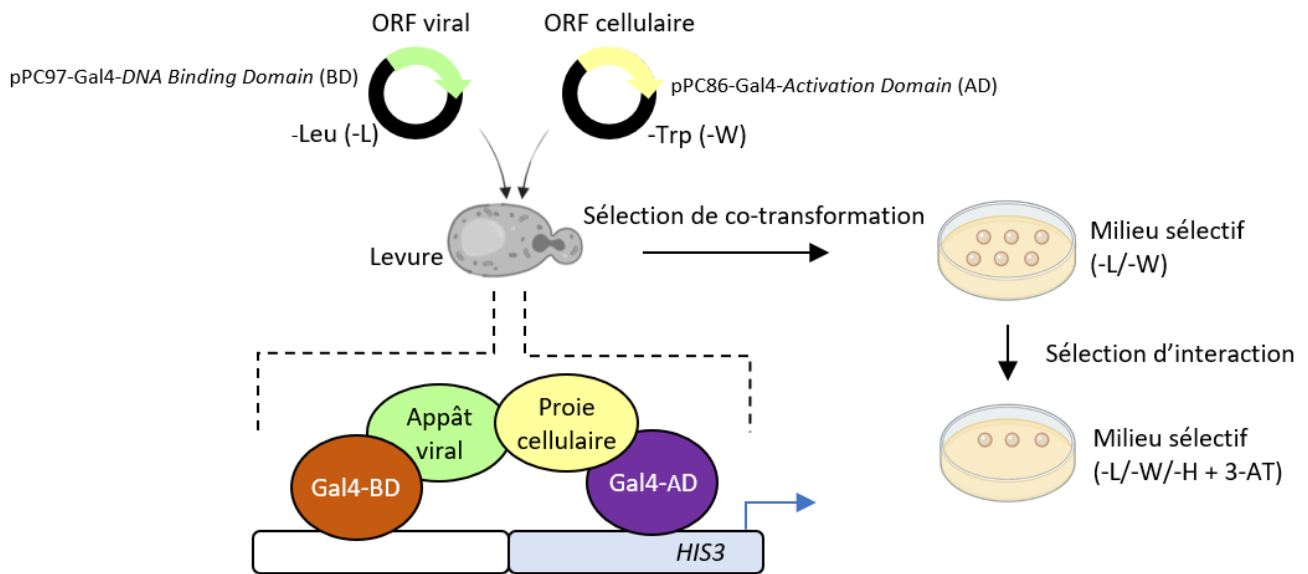 ORF viral
ORF cellulaire
pPC97-Gal4-DNA Binding Domain (BD)
pPC86-Gal4-Activation Domain (AD)
-Leu (-L)
-Trp (-W)
Levure
Sélection de co-transformation
Milieu sélectif
(-L/-W)
Sélection d’interaction
Appât
viral
Proie
cellulaire
Gal4-BD
Gal4-AD
HIS3
Milieu sélectif
(-L/-W/-H + 3-AT)